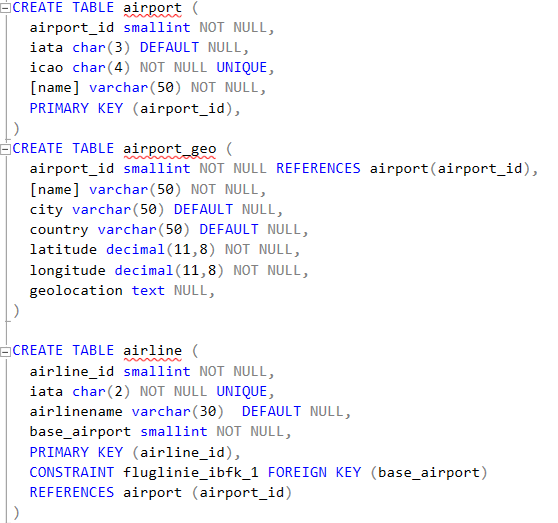 CREATE TABLE airport (
airport_id smallint NOT NULL,
iata char(3) DEFAULT NULL,
icao char(4) NOT NULL UNIQUE,
[name] varchar(50) NOT NULL,
PRIMARY KEY (airport_id),
)
CREATE TABLE airport_geo (
airport_id smallint NOT NULL REFERENCES airport(airport_id),
[name] varchar(50) NOT NULL,
city varchar(50) DEFAULT NULL,
country varchar(50) DEFAULT NULL,
latitude decimal(11,8) NOT NULL,
longitude decimal(11,8) NOT NULL,
geolocation text NULL,
)
CREATE TABLE airline (
airline_id smallint NOT NULL,
iata char(2) NOT NULL UNIQUE,
airlinename varchar(30)  DEFAULT NULL,
base_airport smallint NOT NULL,
PRIMARY KEY (airline_id),
CONSTRAINT fluglinie_ibfk_1 FOREIGN KEY (base_airport)
REFERENCES airport (airport_id)
)